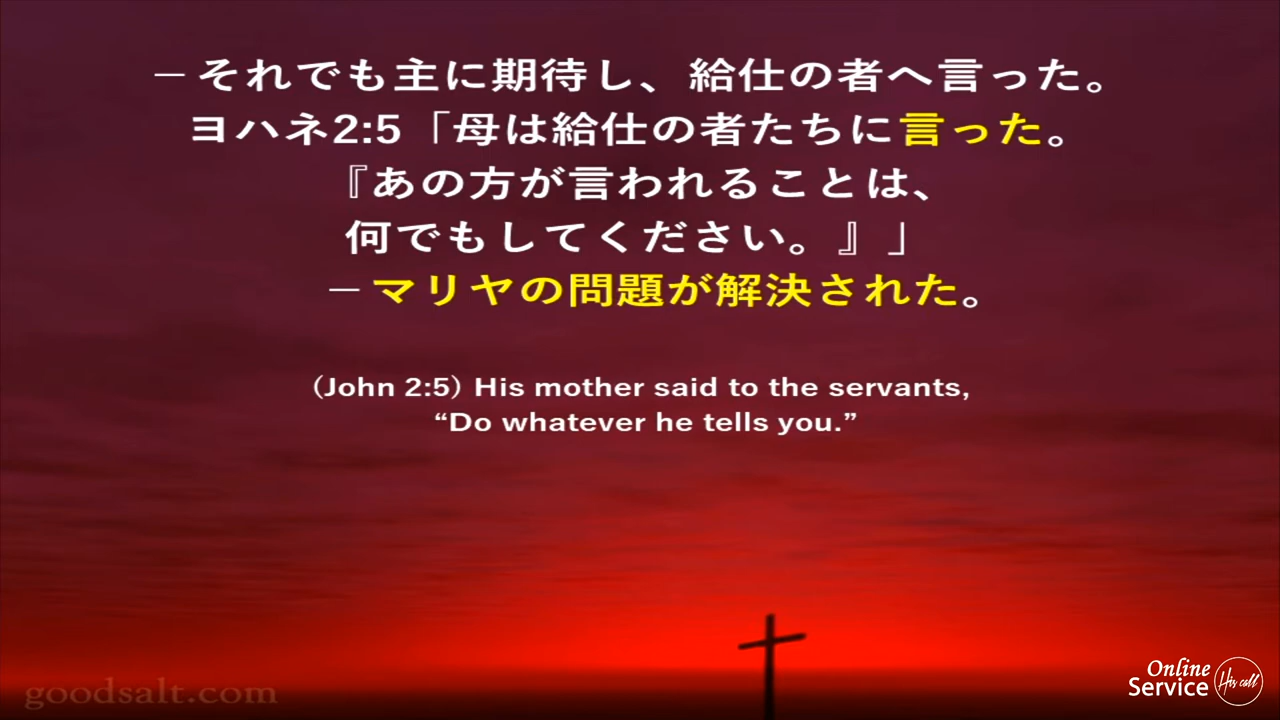 －それでも主に期待し、給仕の者へ言った。
ヨハネ2:5「母は給仕の者たちに言った。
『あの方が言われることは、
何でもしてください。』」
－マリヤの問題が解決された。
(John 2:5) His mother said to the servants,
“Do whatever he tells you.”
goodsalt.com
Online
Service
His call